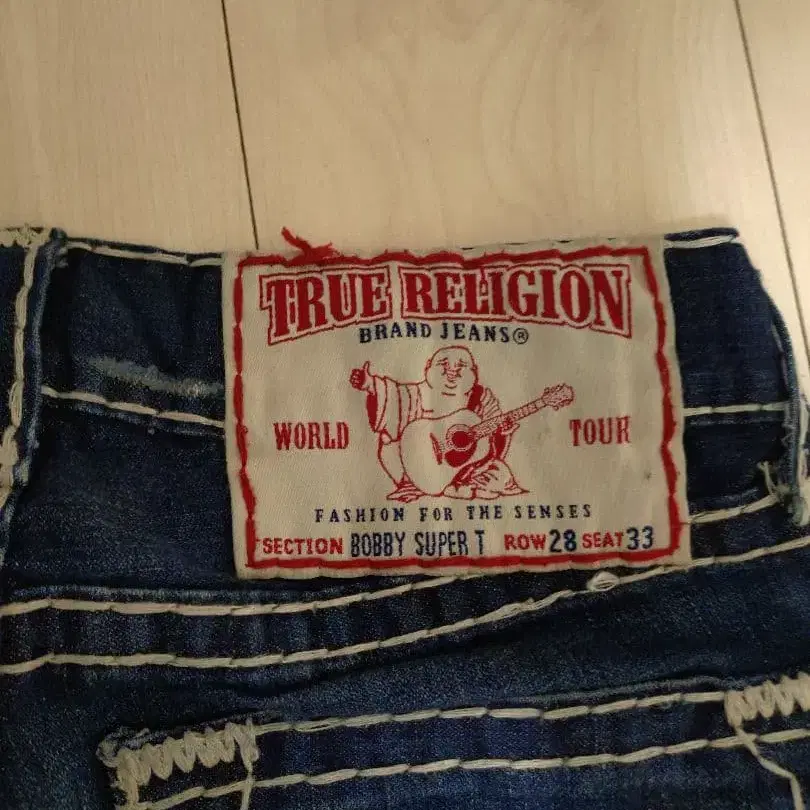 TRUE RELIGION
BRAND JEANS®
WORLD TOUR
FASHION FOR THE SENSES
SECTION BOBBY SUPER T ROW 28 SEAT 33